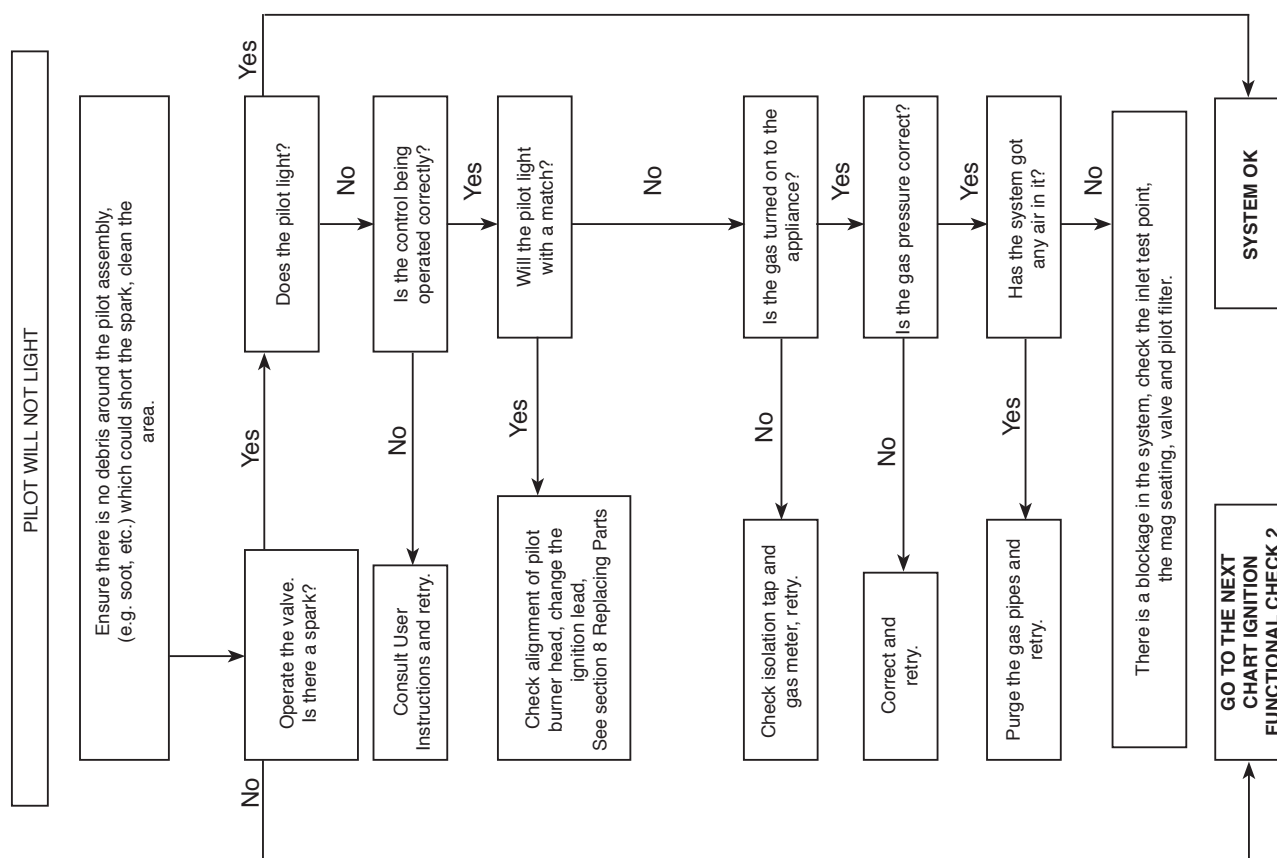 PILOT WILL NOT LIGHT
Ensure there is no debris around the pilot assembly,
(e.g. soot, etc.) which could short the spark, clean the
area.
Operate the valve.
Is there a spark?
No
Yes
Does the pilot light?
Yes
No
Is the control being
operated correctly?
No
Consult User
Instructions and retry.
Yes
Will the pilot light
with a match?
Yes
Check alignment of pilot
burner head, change the
ignition lead,
See section 8 Replacing Parts
No
Is the gas turned on to the
appliance?
No
Check isolation tap and
gas meter, retry.
Yes
Is the gas pressure correct?
No
Correct and
retry.
Yes
Has the system got
any air in it?
Yes
Purge the gas pipes and
retry.
No
There is a blockage in the system, check the inlet test point,
the mag seating, valve and pilot filter.
GO TO THE NEXT
CHART IGNITION
FUNCTIONAL CHECK 2
SYSTEM OK